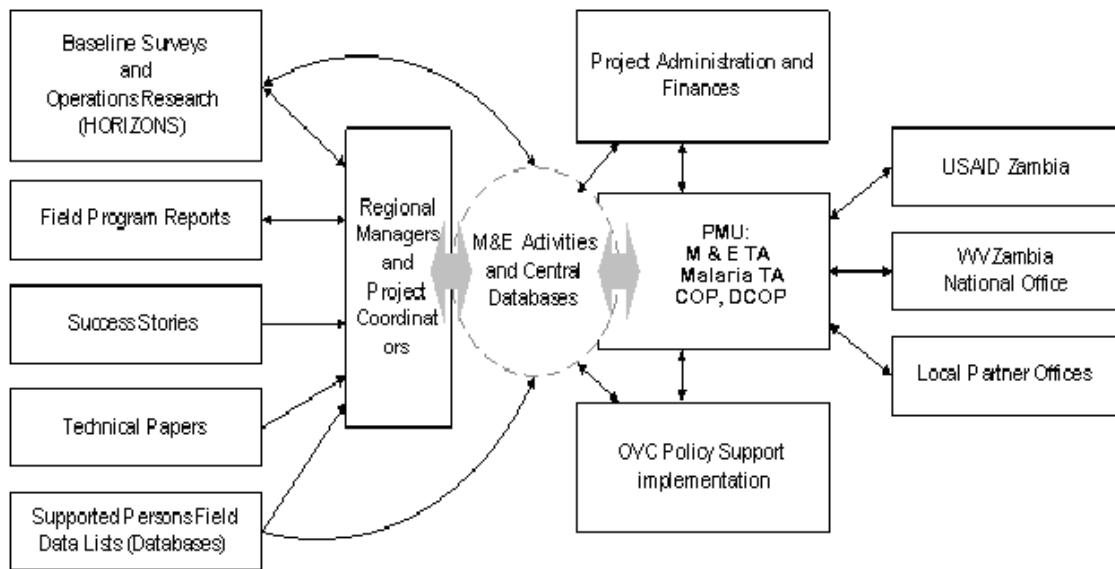 Baseline Surveys
and
Operations Research
(HORIZONS)
Field Program Reports
Success Stories
Technical Papers
Supported Persons Field
Data Lists (Databases)
Regional
Managers
and
Project
Coordinat
ors
M&E Activities
and Central
Databases
Project Administration and
Finances
PMU:
M & E TA
Malaria TA
COP, DCOP
OVC Policy Support
implementation
USAID Zambia
WV Zambia
National Office
Local Partner Offices